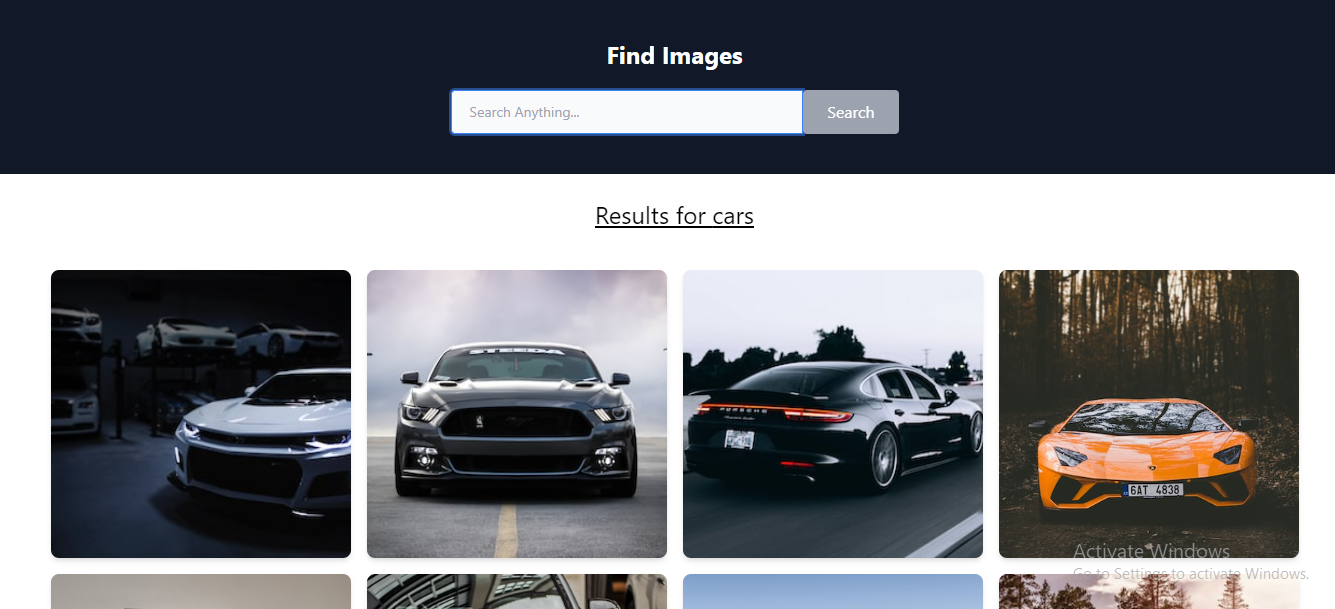 Find Images
Search Anything...
Search
Results for cars
PORSCHE
6AT 4838
Activate Windows
Go to Settings to activate Windows.